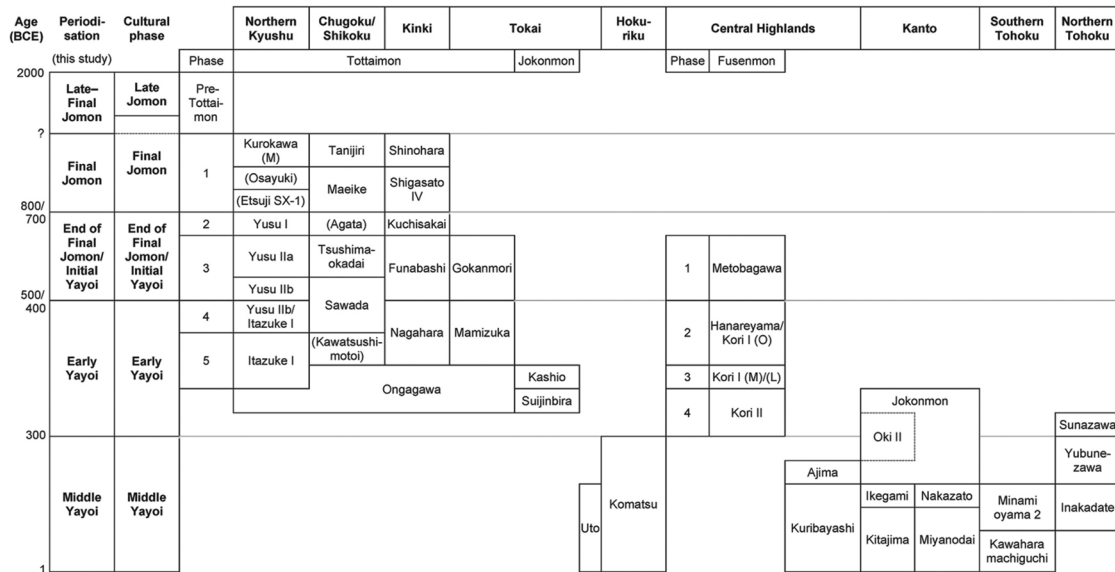 Age (BCE) Periodi-sation Cultural phase Northern Kyushu Chugoku/ Shikoku Kinki Tokai Hoku-riku Central Highlands Kanto Southern Tohoku Northern Tohoku
(this study) Phase Tottaimon Jokonmon Phase Fusenmon
2000
Late–
Final
Jomon
Late
Jomon
Pre-
Tottai-
mon
?
Final
Jomon
Final
Jomon
1
Kurokawa
(M)
Tanijiri
Shinohara
(Osayuki)
Maeike
Shigasato
IV
(Etsuji SX-1)
800/
700
End of
Final
Jomon/
Initial
Yayoi
End of
Final
Jomon/
Initial
Yayoi
2
Yusu I
(Agata)
Kuchisakai
3
Yusu IIa
Tsushima-
okadai
Funabashi
Gokanmori
1
Metobagawa
Yusu IIb
Sawada
500/
400
Early
Yayoi
Early
Yayoi
4
Yusu IIb/
Itazuke I
Nagahara
Mamizuka
2
Hanareyama/
Kori I (O)
5
Itazuke I
(Kawatsushi-
motoi)
Ongagawa
Kashio
3
Kori I (M)/(L)
Suijinbira
4
Kori II
Jokonmon
Oki II
Sunazawa
300
Middle
Yayoi
Middle
Yayoi
Uto
Komatsu
Ajima
Yubune-
zawa
Kuribayashi
Ikegami
Nakazato
Minami
oyama 2
Inakadate
Kitajima
Miyanodai
Kawahara
machiguchi
1